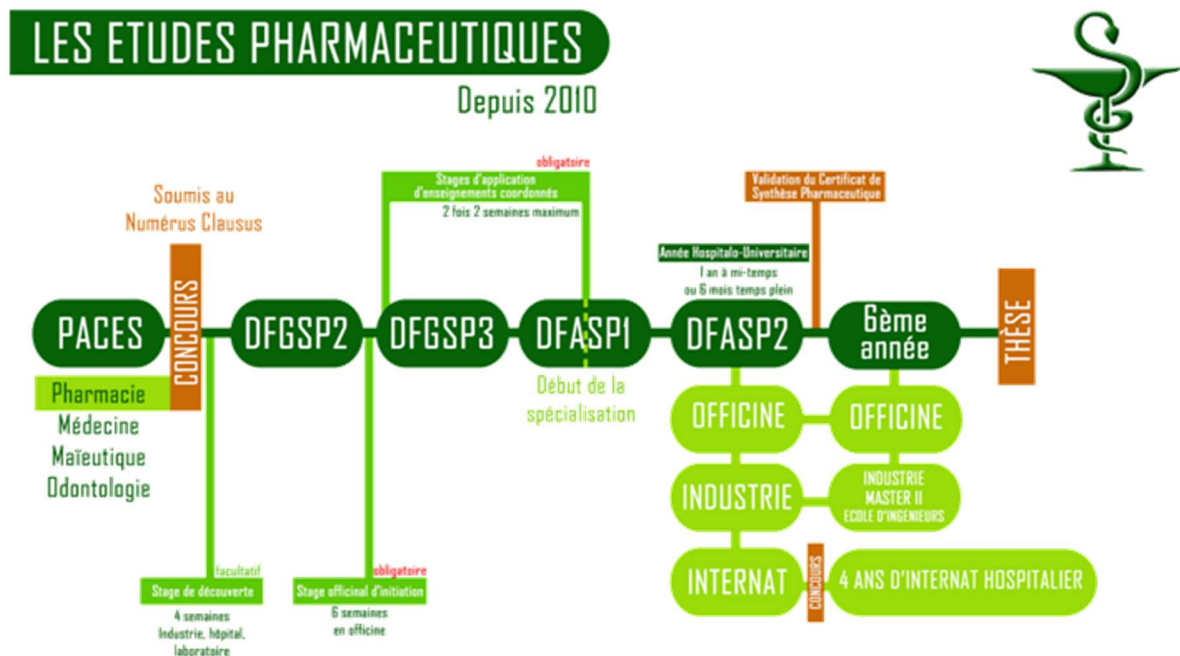 LES ETUDES PHARMACEUTIQUES
Depuis 2010
Soumis au
Numérus Clausus
obligatoire
Stages d'application
d'enseignements coordonnés
2 fois 2 semaines maximum
Validation du Certificat de
Synthèse Pharmaceutique
Année Hospitalo-Universitaire
1 an à mi-temps
ou 6 mois temps plein
PACES
CONCOURS
DFGSP2
DFGSP3
DFASP1
DFASP2
6ème
année
THÈSE
Pharmacie
Médecine
Maïeutique
Odontologie
Début de la
spécialisation
OFFICINE
OFFICINE
INDUSTRIE
INDUSTRIE
MASTER II
ECOLE D'INGENIEURS
INTERNAT
CONCOURS
4 ANS D'INTERNAT HOSPITALIER
facultatif
Stage de découverte
4 semaines
Industrie, hôpital,
laboratoire
obligatoire
Stage officinal d'initiation
6 semaines
en officine